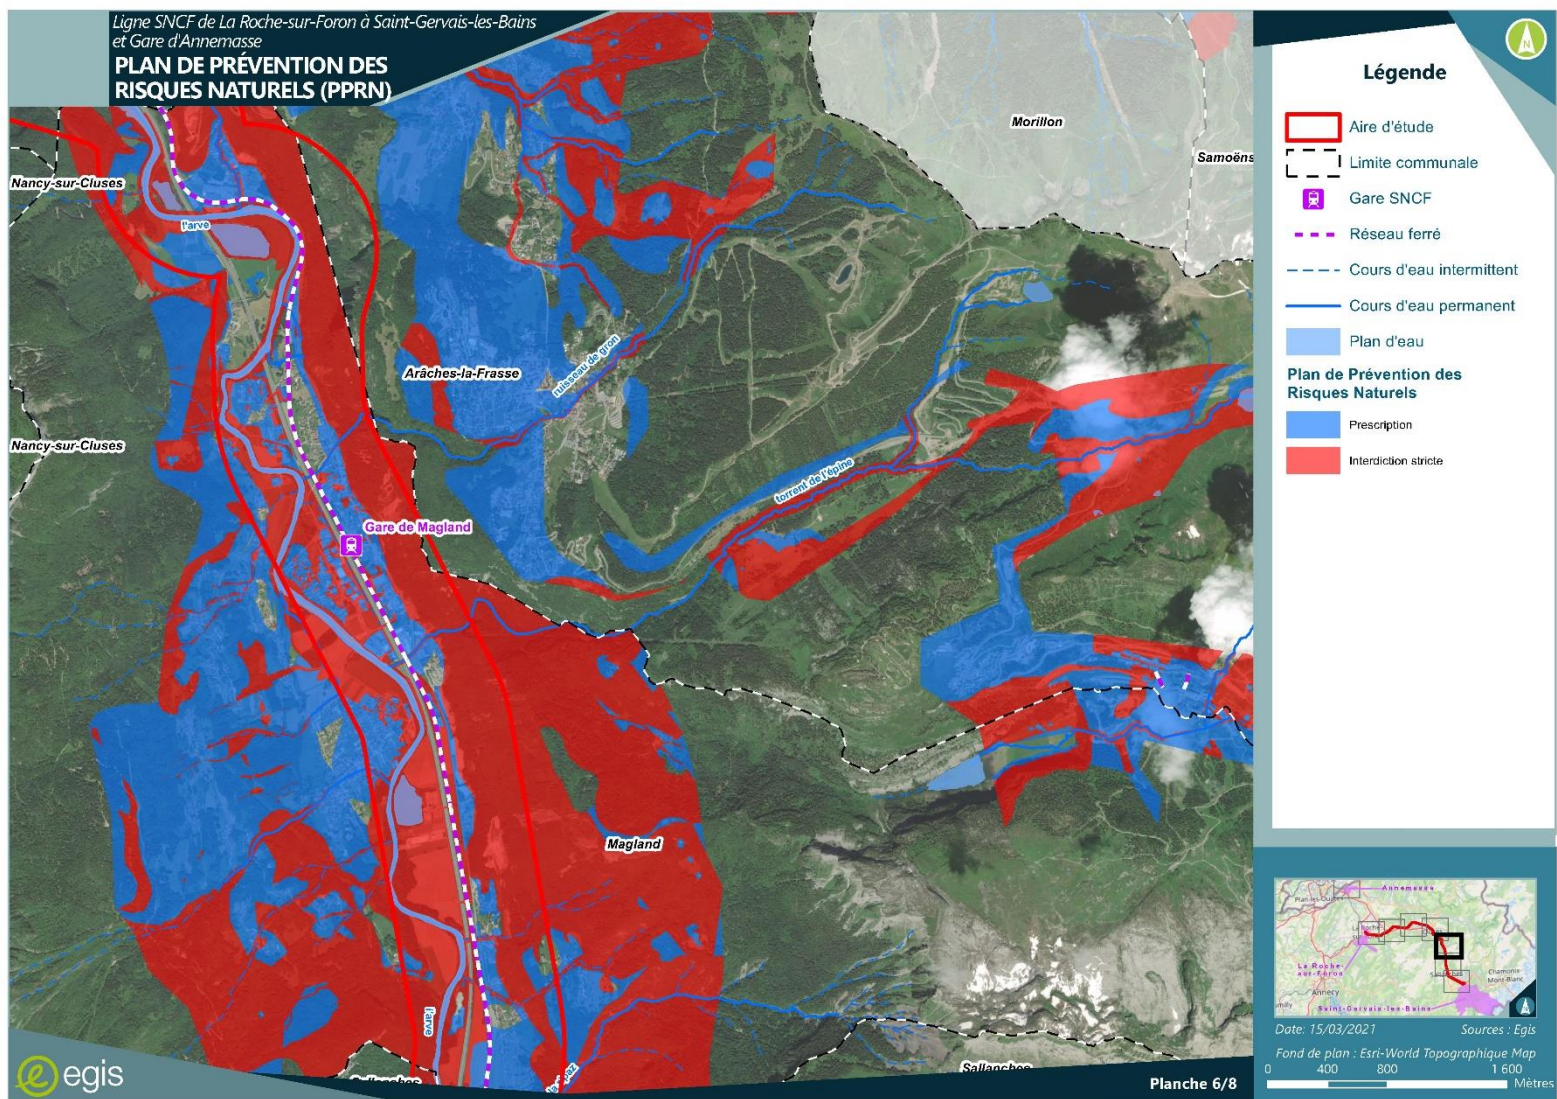 Ligne SNCF de La Roche-sur-Foron à Saint-Gervais-les-Bains
et Gare d'Annemasse
PLAN DE PRÉVENTION DES
RISQUES NATURELS (PPRN)
Morillon
Samoëns
Nancy-sur-Cluses
l'arve
Arâches-la-Frasse
ruisseau de gron
Nancy-sur-Cluses
torrent de l'épine
Gare de Magland
Magland
l'arve
Sallanches
Sallanches
egis
Planche 6/8
N
Légende
Aire d'étude
Limite communale
Gare SNCF
Réseau ferré
Cours d'eau intermittent
Cours d'eau permanent
Plan d'eau
Plan de Prévention des
Risques Naturels
Prescription
Interdiction stricte
Annemasse
La Roche-
sur-Foron
Annecy
Chamonix
Mont-Blanc
Saint-Gervais-les-Bains
Date: 15/03/2021
Sources : Egis
Fond de plan : Esri-World Topographique Map
0 400 800 1 600
Mètres